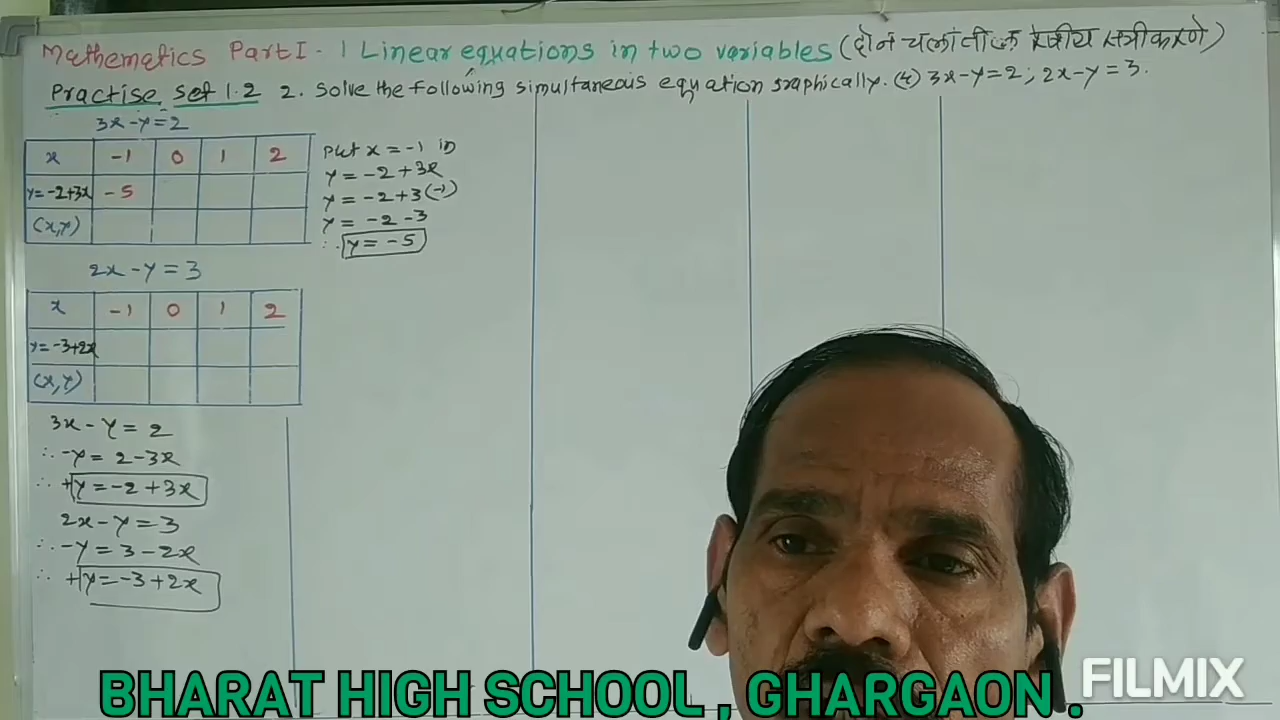 Mathematics Part I - 1 Linear equations in two variables (दोन चलांतील रेषीय समीकरणे)
Practise set 1.2 2. Solve the following simultaneous equation graphically. (4) 3x-y=2; 2x-y=3.
3x-y=2
x -1 0 1 2
y=-2+3x -5
(x,y)
put x = -1 in
y = -2+3x
y = -2+3(-1)
y = -2-3
∴ y = -5
2x-y=3
x -1 0 1 2
y=-3+2x
(x,y)
3x-y=2
∴ -y = 2-3x
∴ +y = -2+3x
2x-y=3
∴ -y = 3-2x
∴ +y = -3+2x
BHARAT HIGH SCHOOL , GHARGAON .
FILMIX